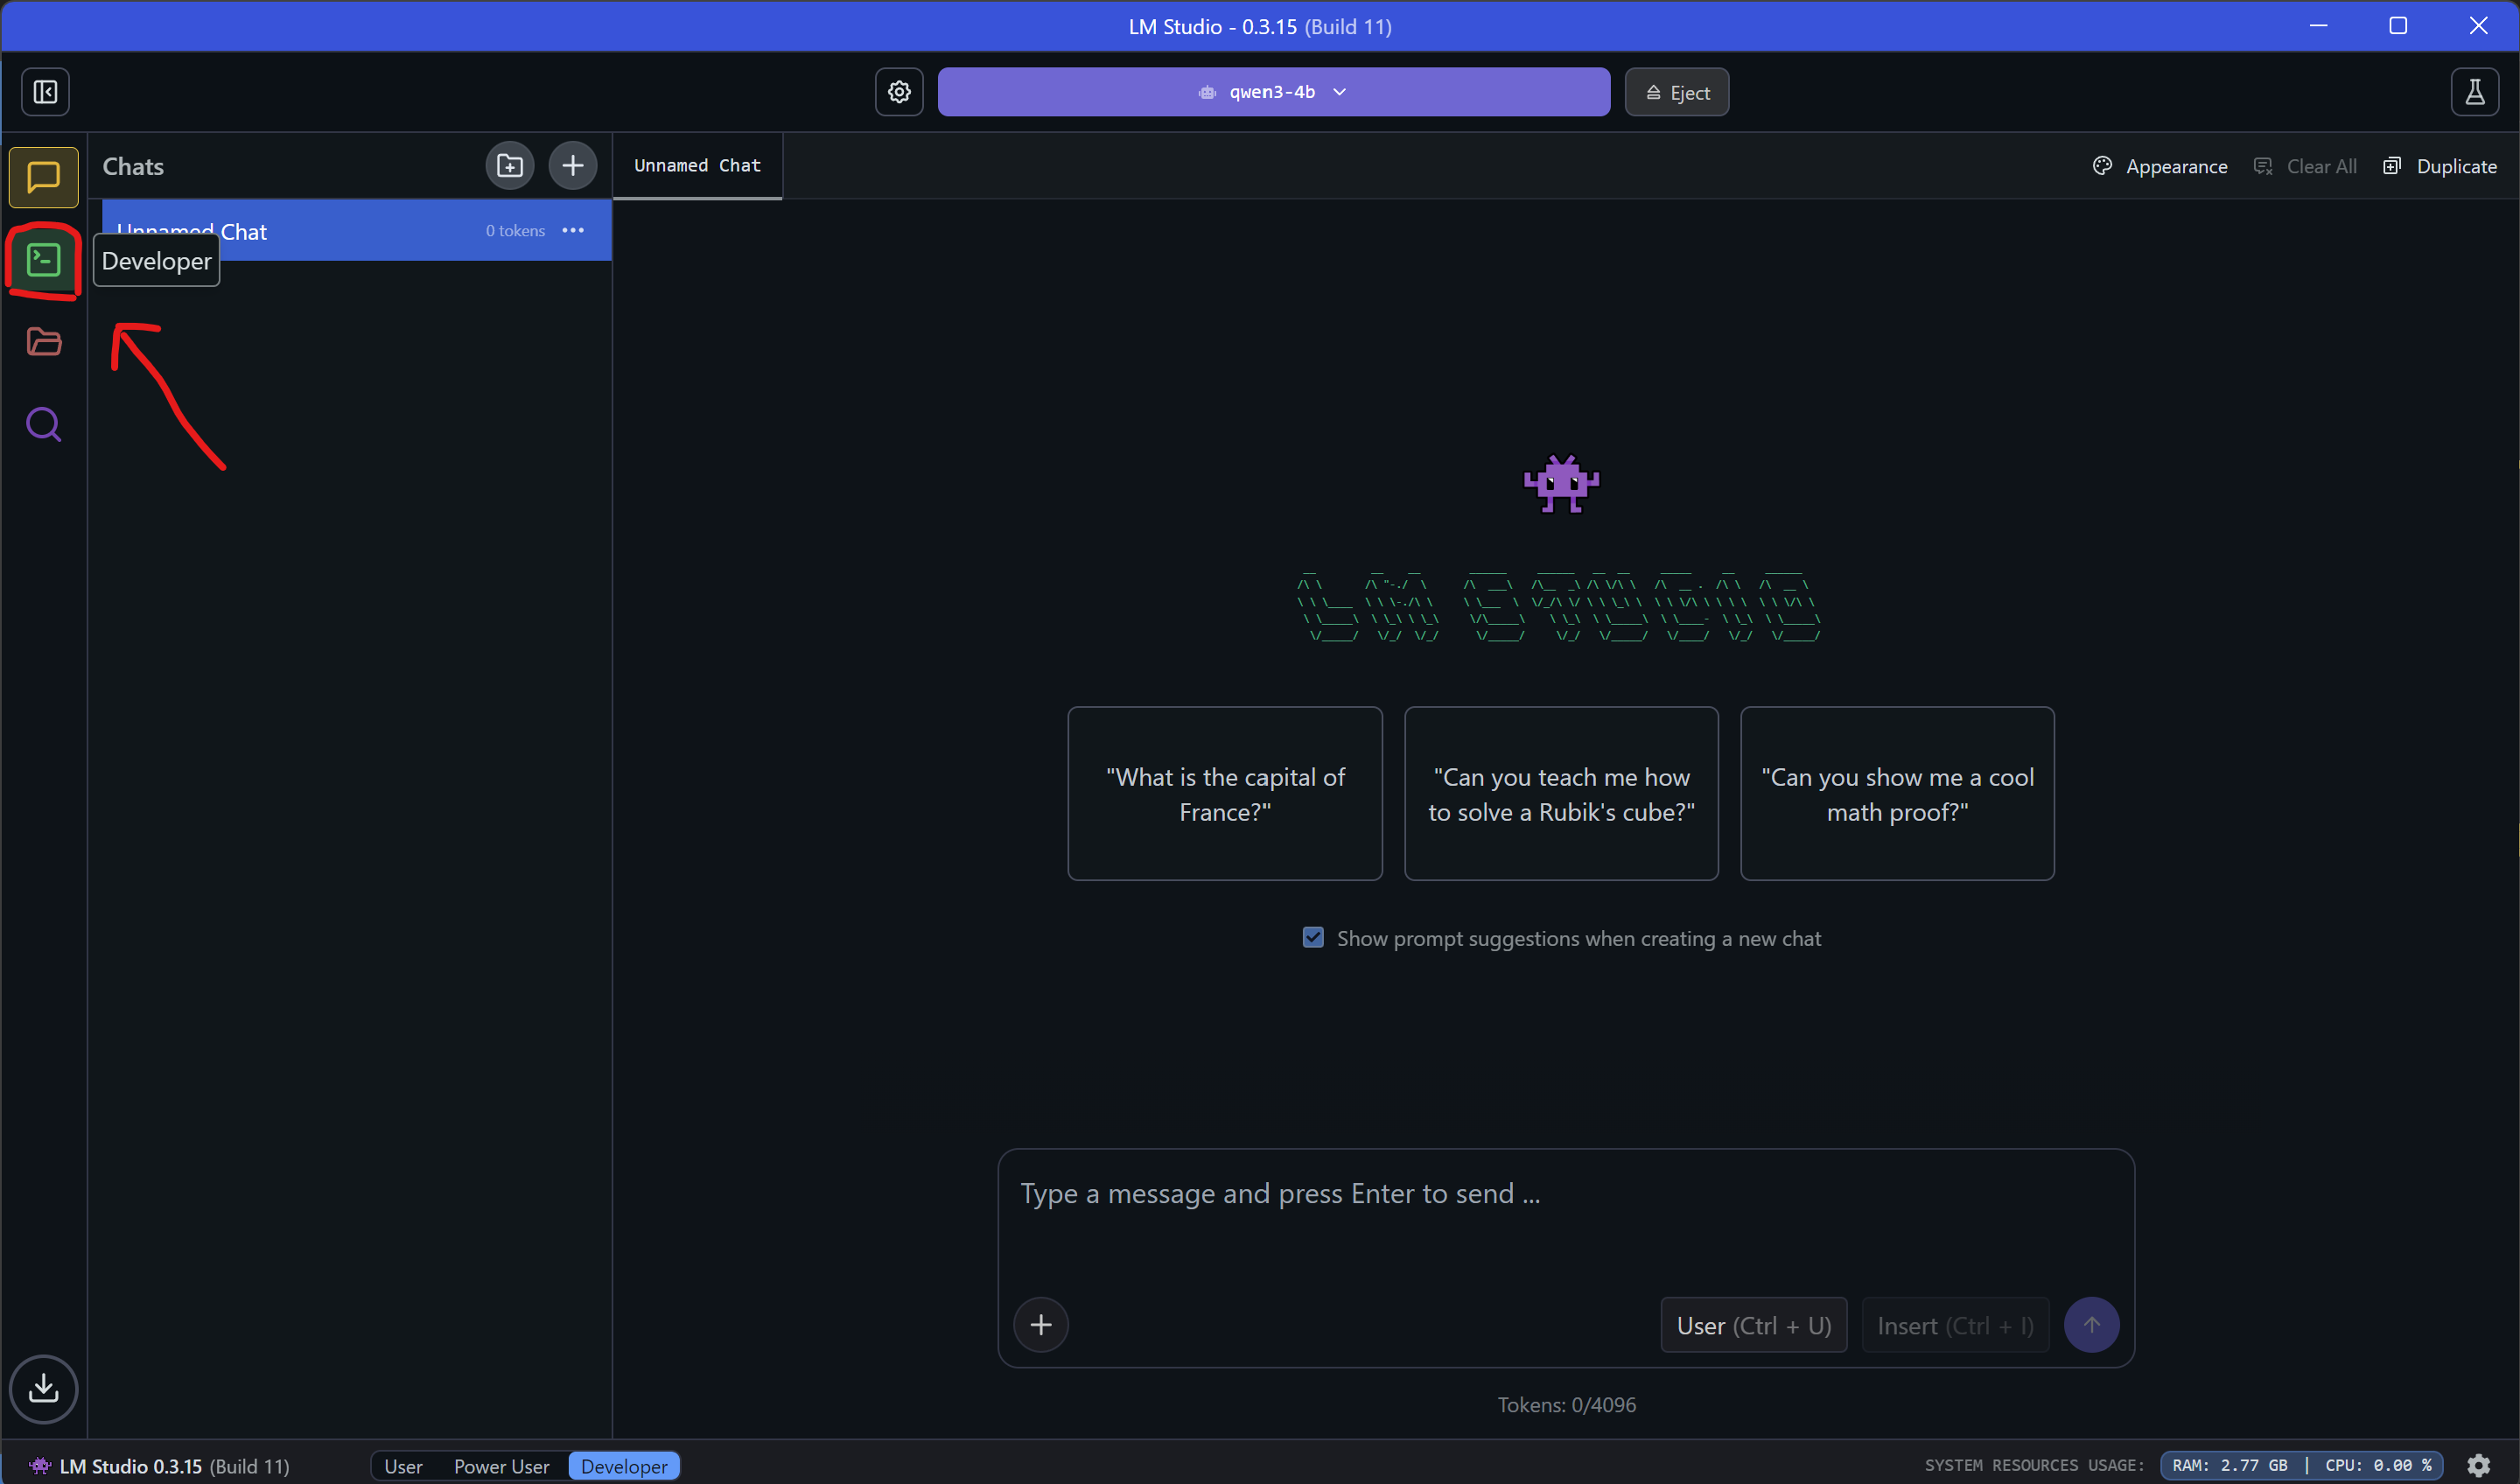 LM Studio - 0.3.15 (Build 11)
qwen3-4b
Eject
Chats
Unnamed Chat
Appearance
Clear All
Duplicate
Unnamed Chat
0 tokens
Developer
LM STUDIO
"What is the capital of
France?"
"Can you teach me how
to solve a Rubik's cube?"
"Can you show me a cool
math proof?"
Show prompt suggestions when creating a new chat
Type a message and press Enter to send ...
User (Ctrl + U)
Insert (Ctrl + I)
Tokens: 0/4096
LM Studio 0.3.15 (Build 11)
User
Power User
Developer
SYSTEM RESOURCES USAGE:
RAM: 2.77 GB | CPU: 0.00 %